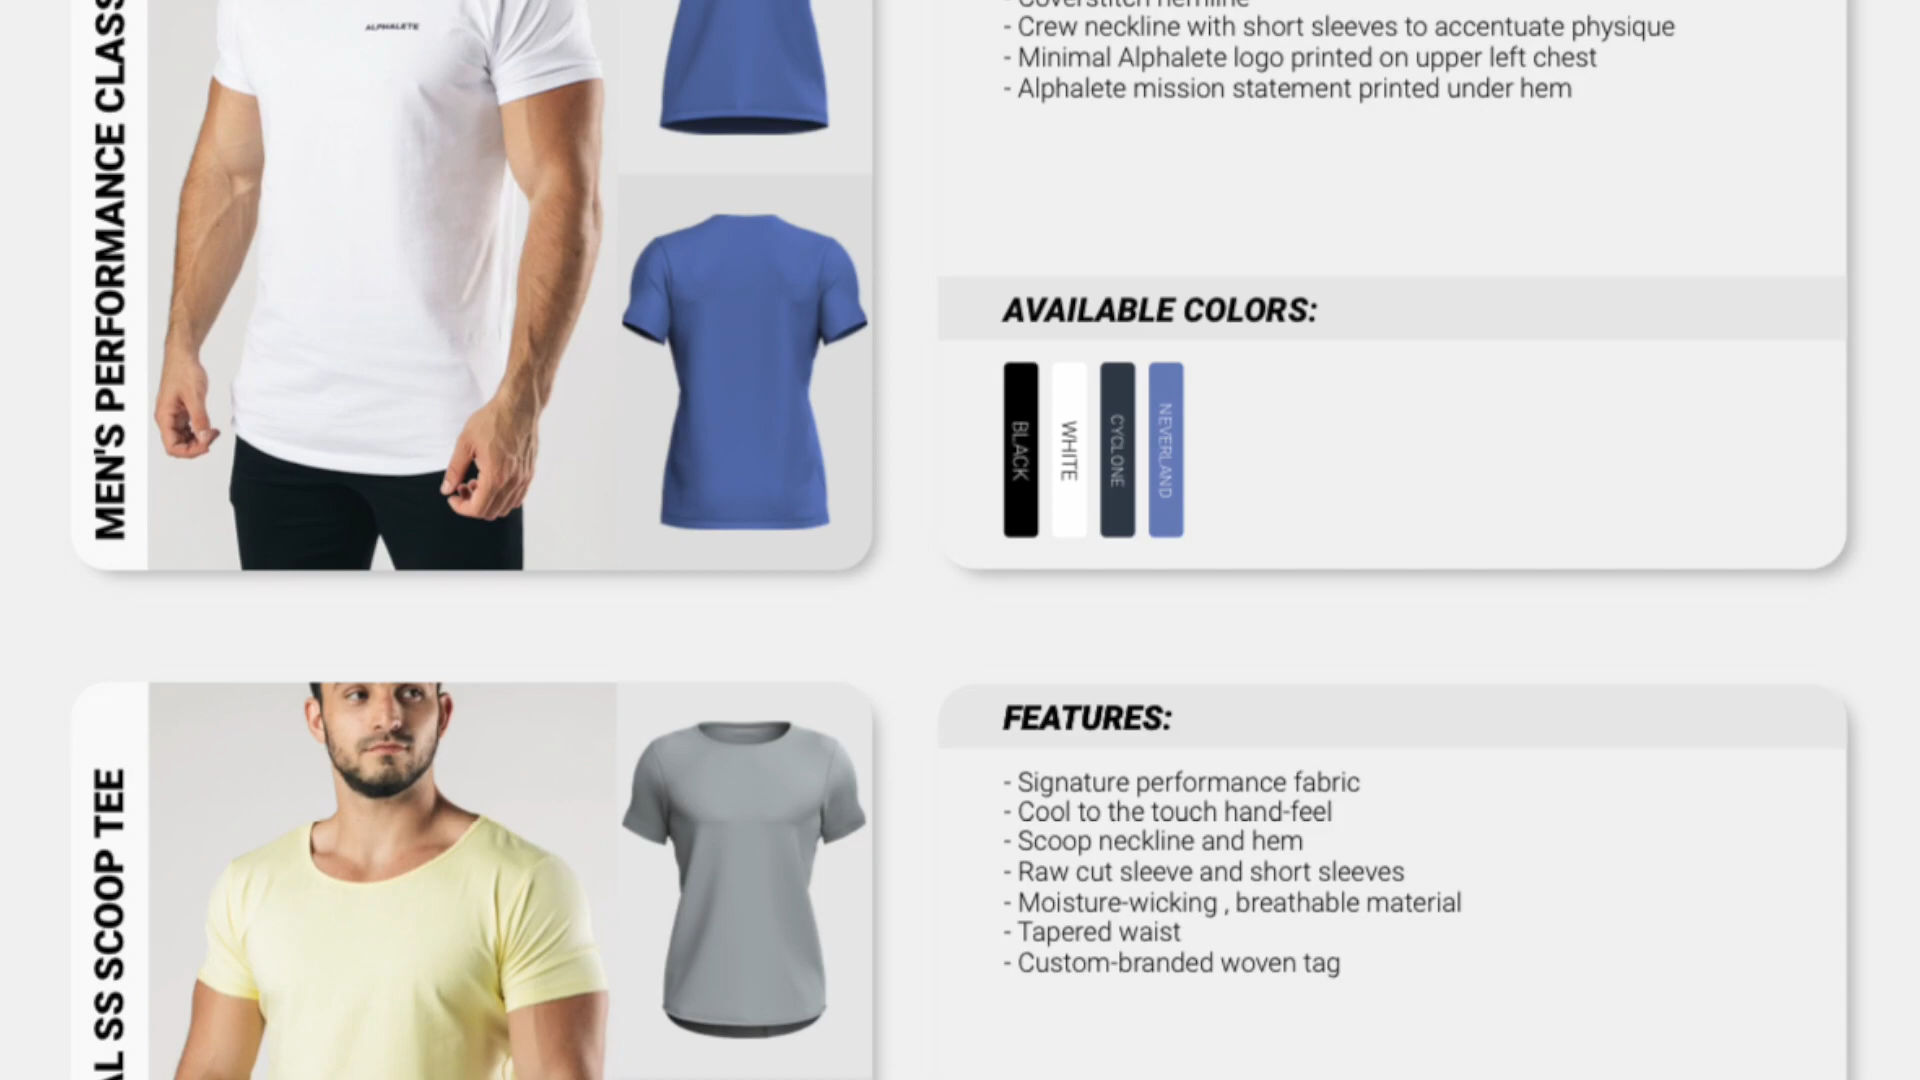 MEN'S PERFORMANCE
ALPHALETE
- Crew neckline with short sleeves to accentuate physique
- Minimal Alphalete logo printed on upper left chest
- Alphalete mission statement printed under hem
AVAILABLE COLORS:
BLACK
WHITE
CYCLONE
NEVERLAND
SS SCOOP TEE
FEATURES:
- Signature performance fabric
- Cool to the touch hand-feel
- Scoop neckline and hem
- Raw cut sleeve and short sleeves
- Moisture-wicking , breathable material
- Tapered waist
- Custom-branded woven tag